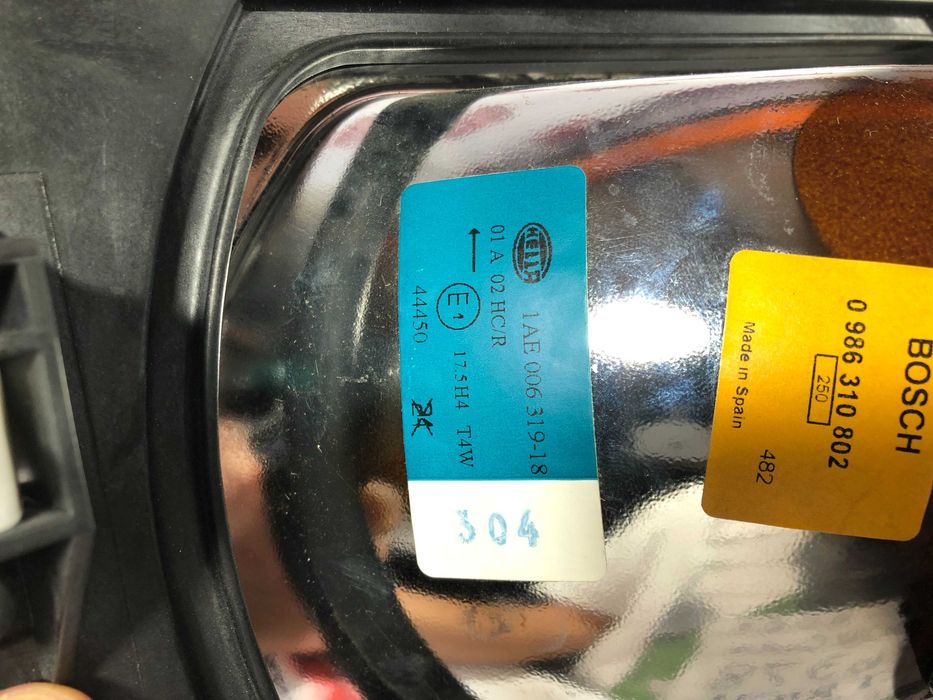 HELLA 1AE 006 319-18
01 A 02 HC/R
← E1 17.5H4 T4W
44450 24
304
BOSCH
0 986 310 802
250
Made in Spain 482